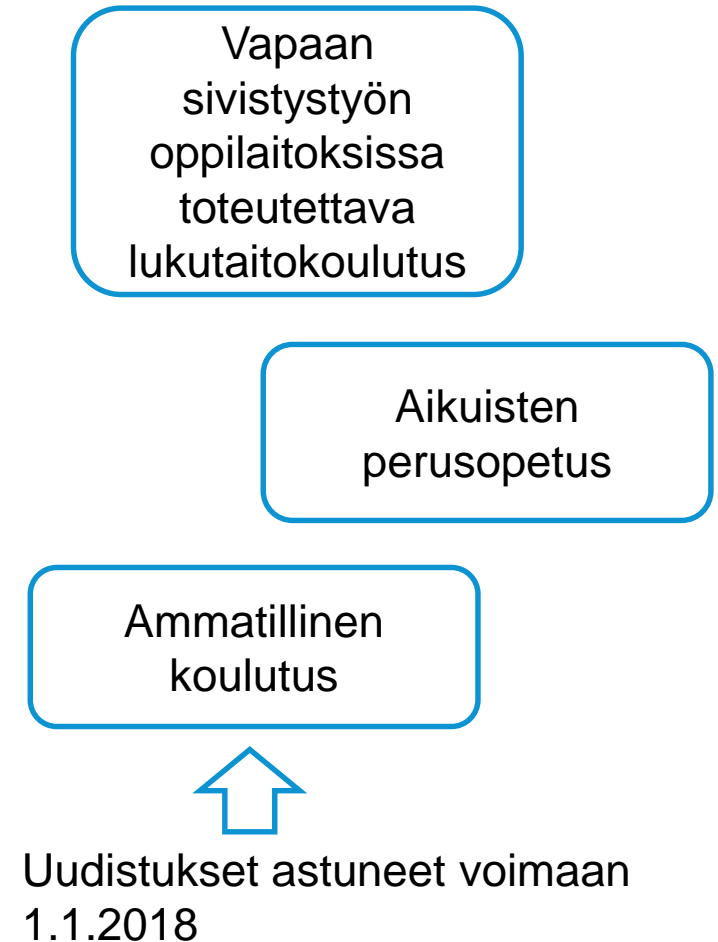 Vapaan
sivistystyön
oppilaitoksissa
toteutettava
lukutaitokoulutus
Aikuisten
perusopetus
Ammatillinen
koulutus
Uudistukset astuneet voimaan
1.1.2018